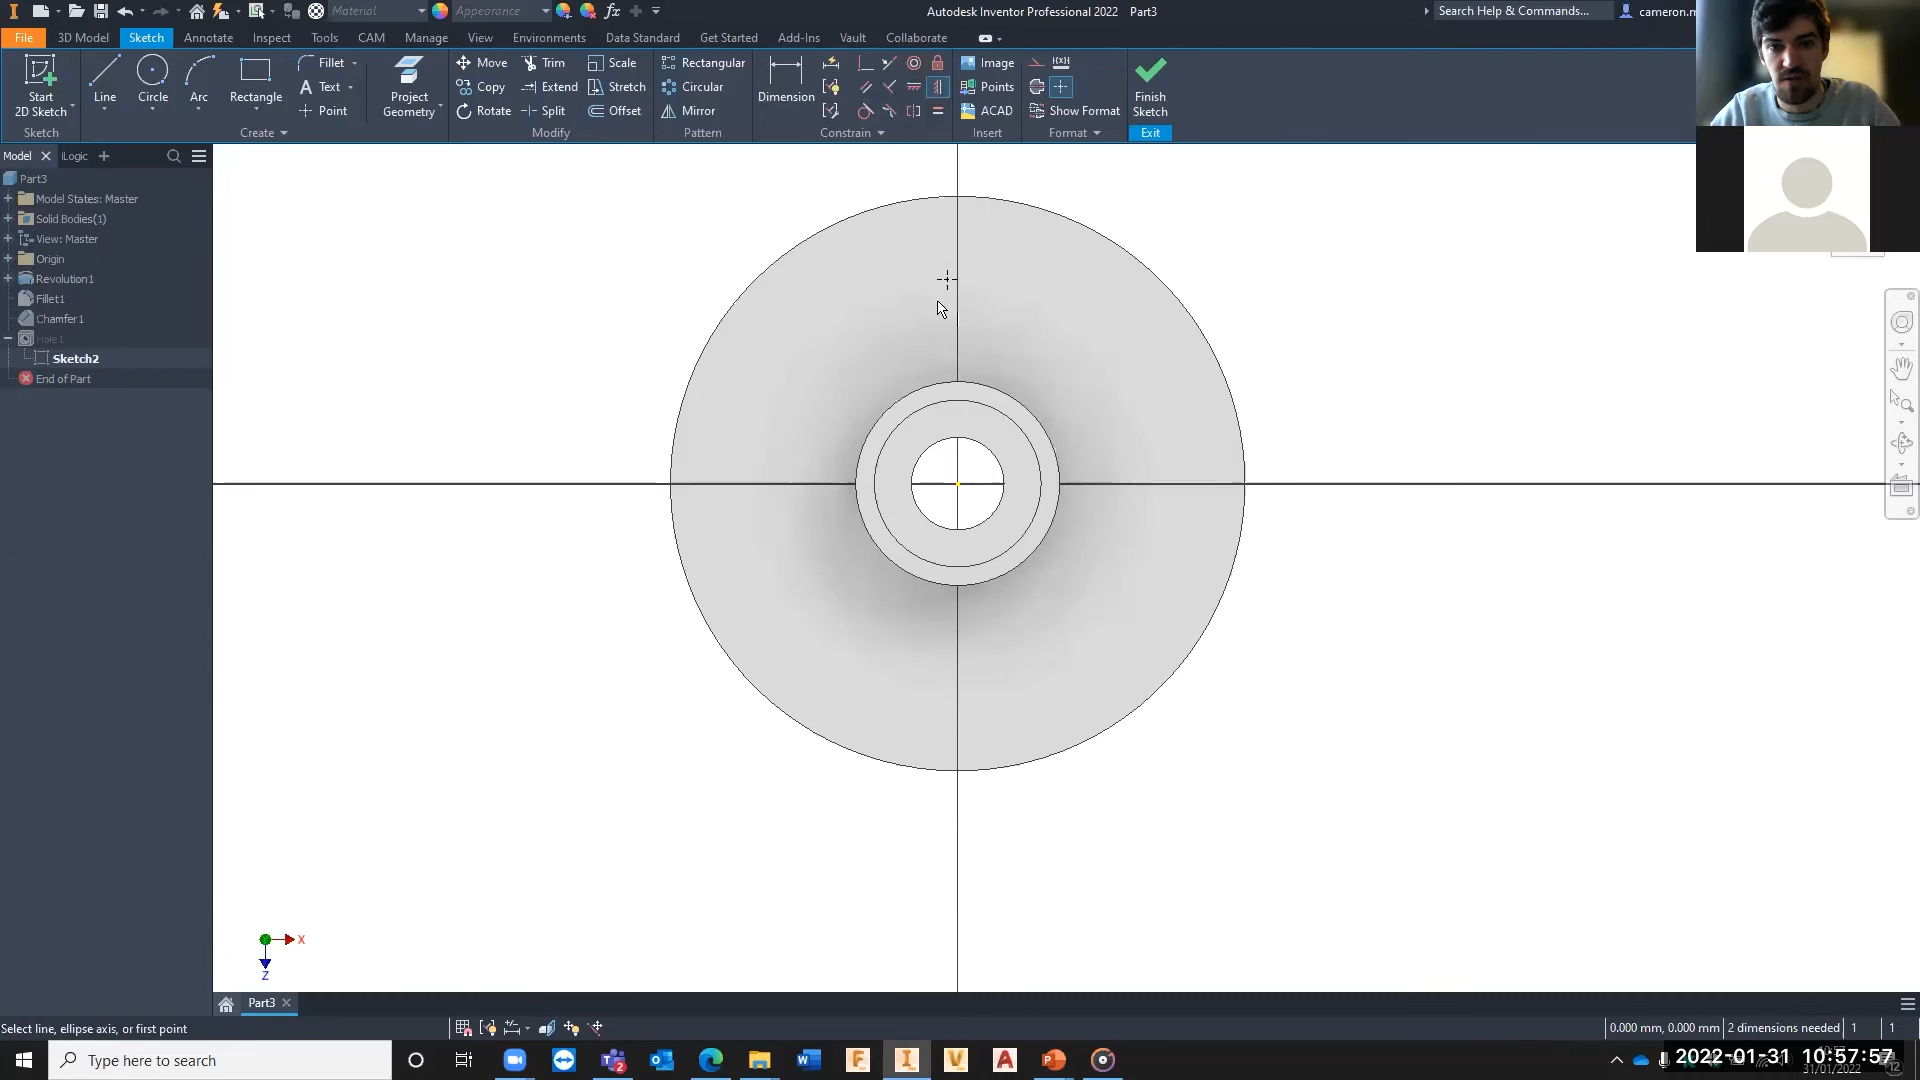 Material
Appearance
fx
Autodesk Inventor Professional 2022 Part3
Search Help & Commands...
cameron.m
File 3D Model Sketch Annotate Inspect Tools CAM Manage View Environments Data Standard Get Started Add-Ins Vault Collaborate
Start
2D Sketch
Line
Circle
Arc
Rectangle
Fillet
Text
Point
Project
Geometry
Move Trim Scale
Copy Extend Stretch
Rotate Split Offset
Rectangular
Circular
Mirror
Dimension
Image
Points
ACAD
Show Format
Finish
Sketch
Sketch Create Modify Pattern Constrain Insert Format Exit
Model iLogic
Part3
Model States: Master
Solid Bodies(1)
View: Master
Origin
Revolution1
Fillet1
Chamfer1
Hole1
Sketch2
End of Part
X
Z
Part3
Select line, ellipse axis, or first point
0.000 mm, 0.000 mm 2 dimensions needed 1 1
Type here to search
2022-01-31 10:57:57
31/01/2022